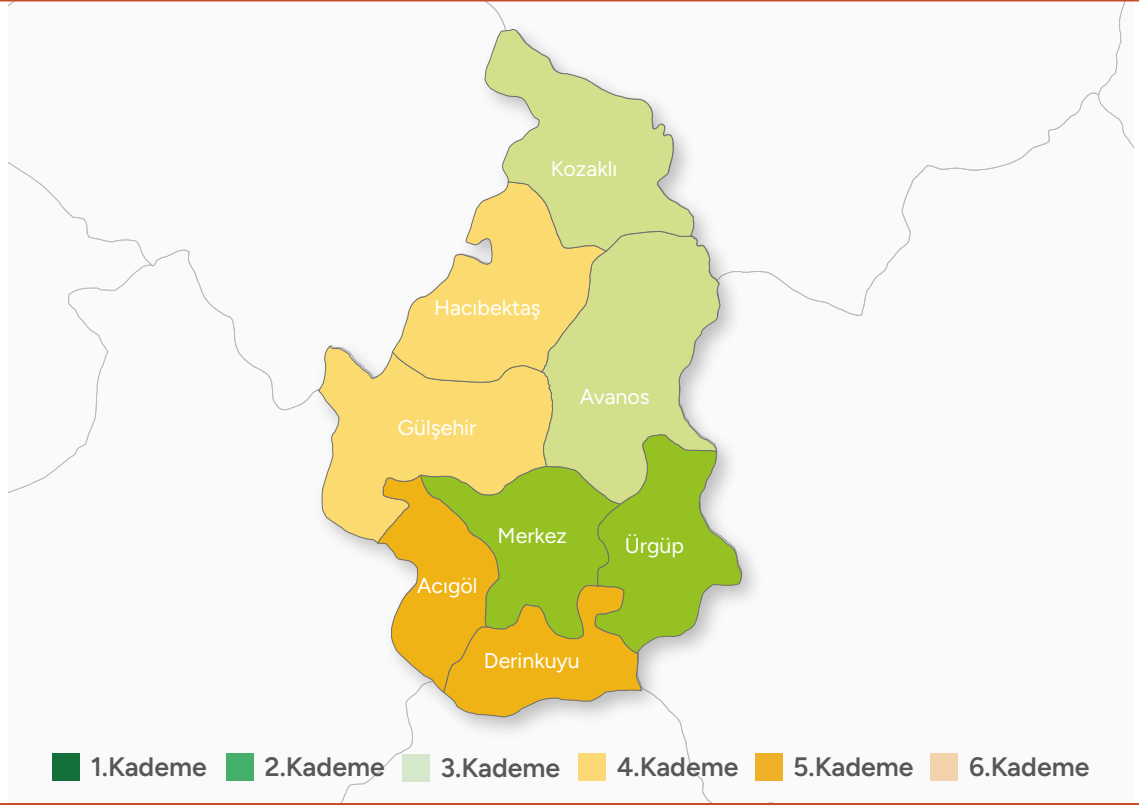 Kozaklı
Hacıbektaş
Avanos
Gülşehir
Merkez
Ürgüp
Acıgöl
Derinkuyu
1.Kademe 2.Kademe 3.Kademe 4.Kademe 5.Kademe 6.Kademe